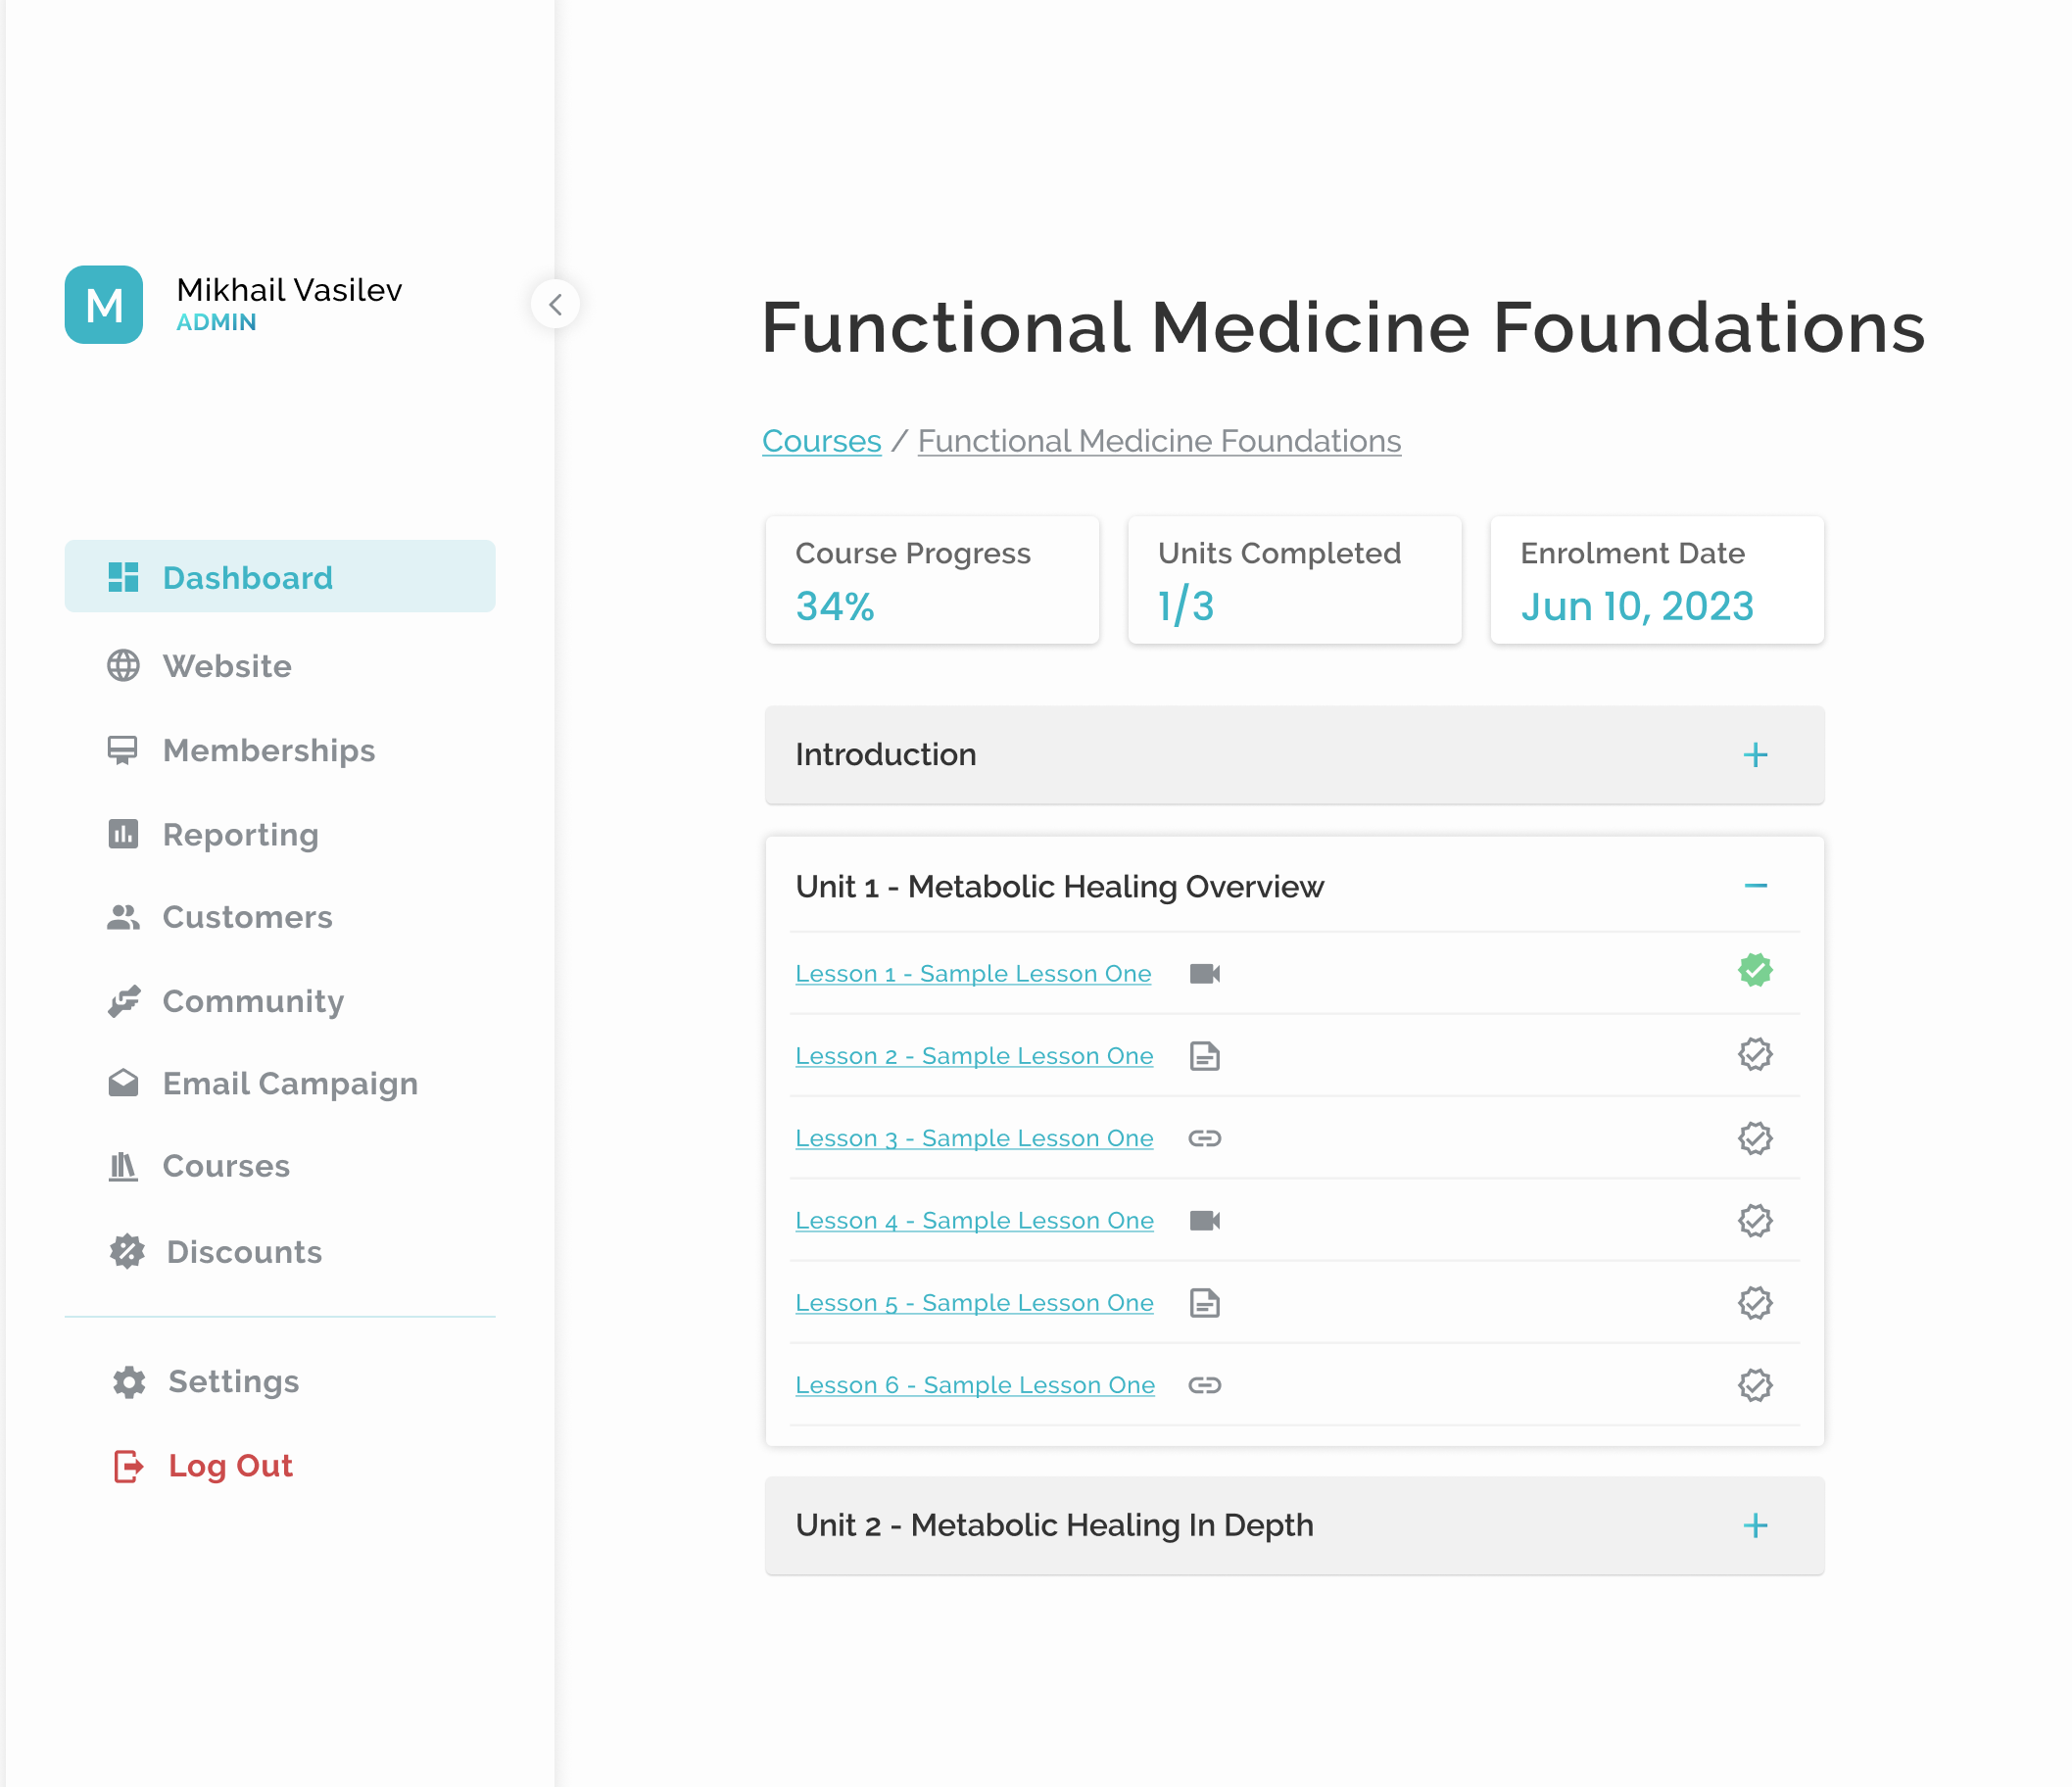 M
Mikhail Vasilev
ADMIN
Dashboard
Website
Memberships
Reporting
Customers
Community
Email Campaign
Courses
Discounts
Settings
Log Out
Functional Medicine Foundations
Courses / Functional Medicine Foundations
Course Progress
34%
Units Completed
1/3
Enrolment Date
Jun 10, 2023
Introduction
Unit 1 - Metabolic Healing Overview
Lesson 1 - Sample Lesson One
Lesson 2 - Sample Lesson One
Lesson 3 - Sample Lesson One
Lesson 4 - Sample Lesson One
Lesson 5 - Sample Lesson One
Lesson 6 - Sample Lesson One
Unit 2 - Metabolic Healing In Depth